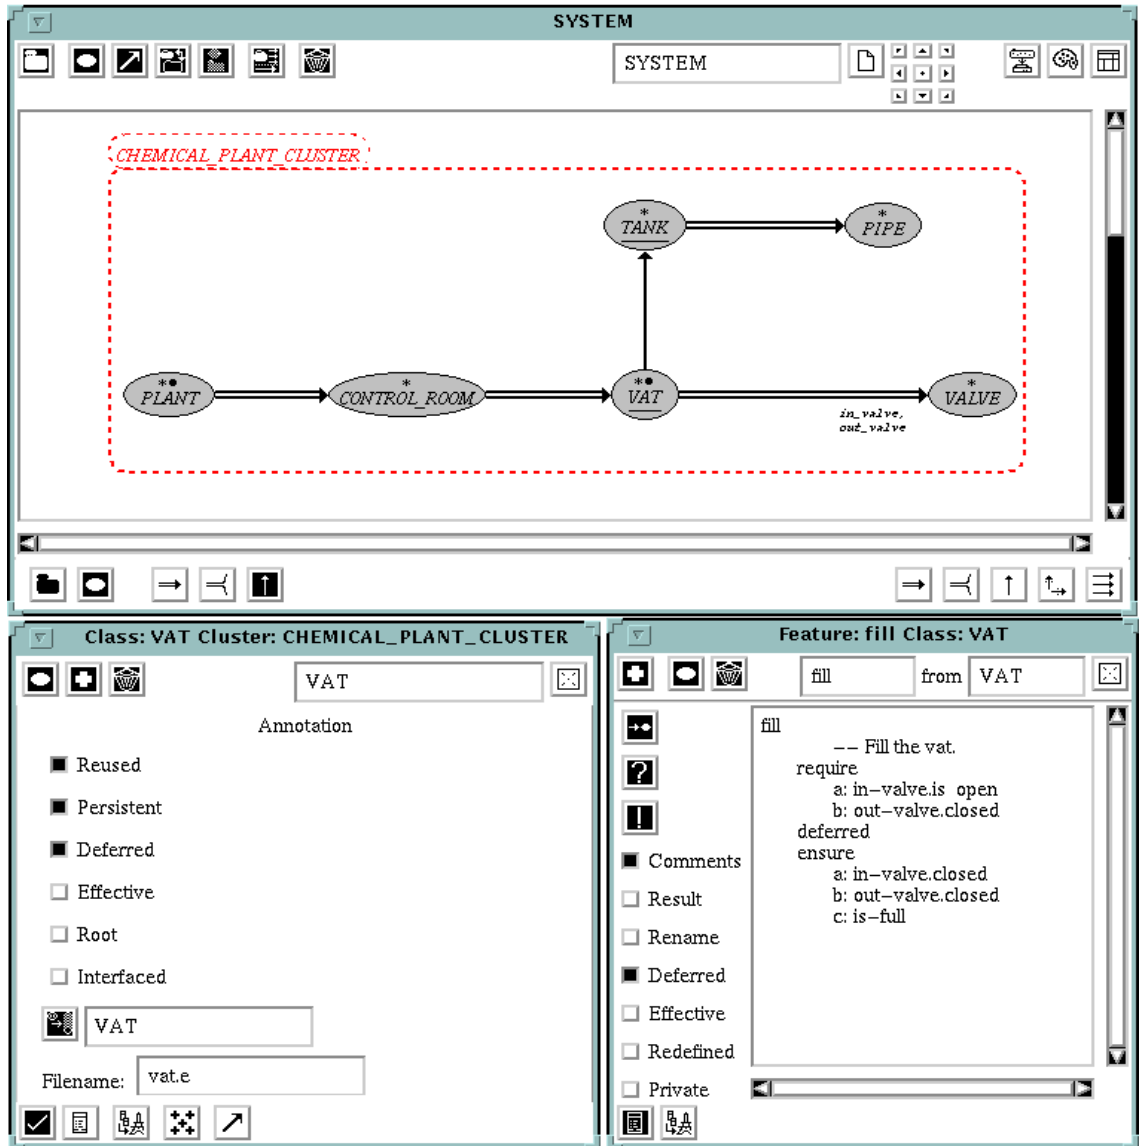 SYSTEM
SYSTEM
CHEMICAL_PLANT_CLUSTER
*
TANK
*
PIPE
*●
PLANT
*
CONTROL_ROOM
*●
VAT
*
VALVE
in_valve,
out_valve
Class: VAT Cluster: CHEMICAL_PLANT_CLUSTER
VAT
Annotation
Reused
Persistent
Deferred
Effective
Root
Interfaced
VAT
Filename: vat.e
Feature: fill Class: VAT
fill from VAT
?
!
Comments
Result
Rename
Deferred
Effective
Redefined
Private
fill
-- Fill the vat.
require
a: in-valve.is open
b: out-valve.closed
deferred
ensure
a: in-valve.closed
b: out-valve.closed
c: is-full